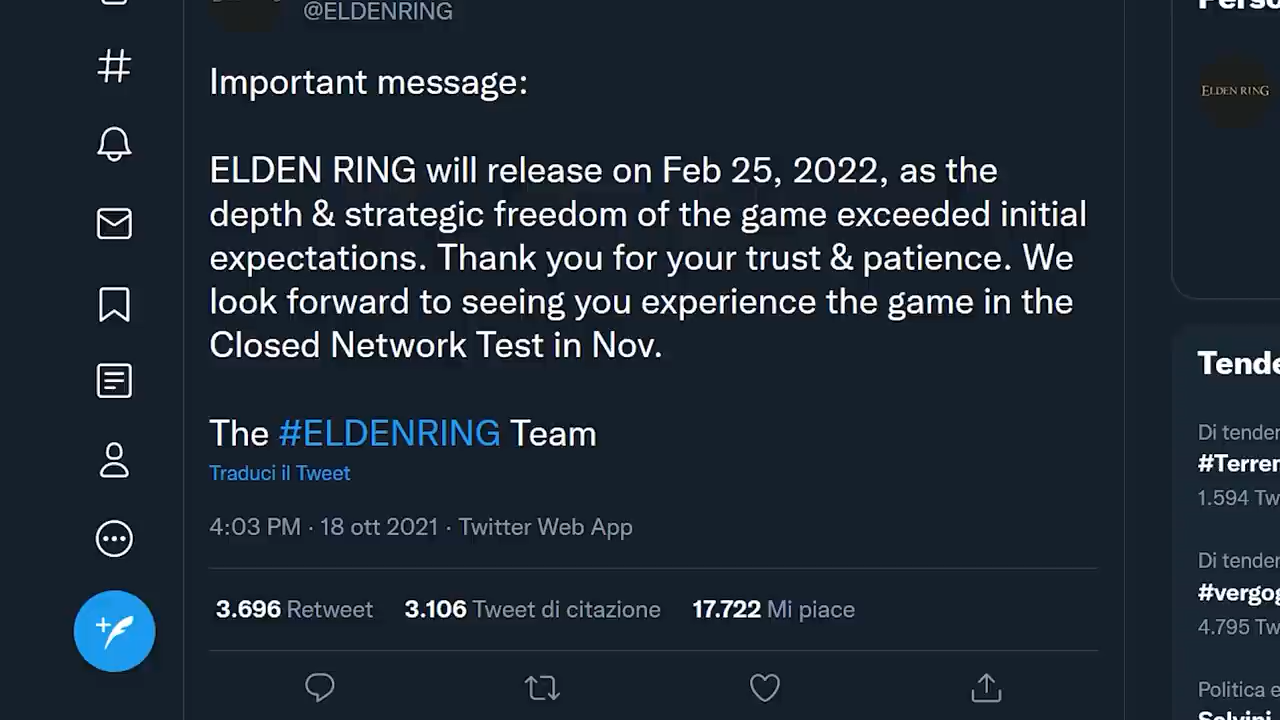 @ELDENRING
Important message:
ELDEN RING will release on Feb 25, 2022, as the
depth & strategic freedom of the game exceeded initial
expectations. Thank you for your trust & patience. We
look forward to seeing you experience the game in the
Closed Network Test in Nov.
The #ELDENRING Team
Traduci il Tweet
4:03 PM · 18 ott 2021 · Twitter Web App
3.696 Retweet 3.106 Tweet di citazione 17.722 Mi piace
ELDEN RING
Tende
Di tenden
#Terren
1.594 Tw
Di tenden
#vergog
4.795 Tw
Politica e